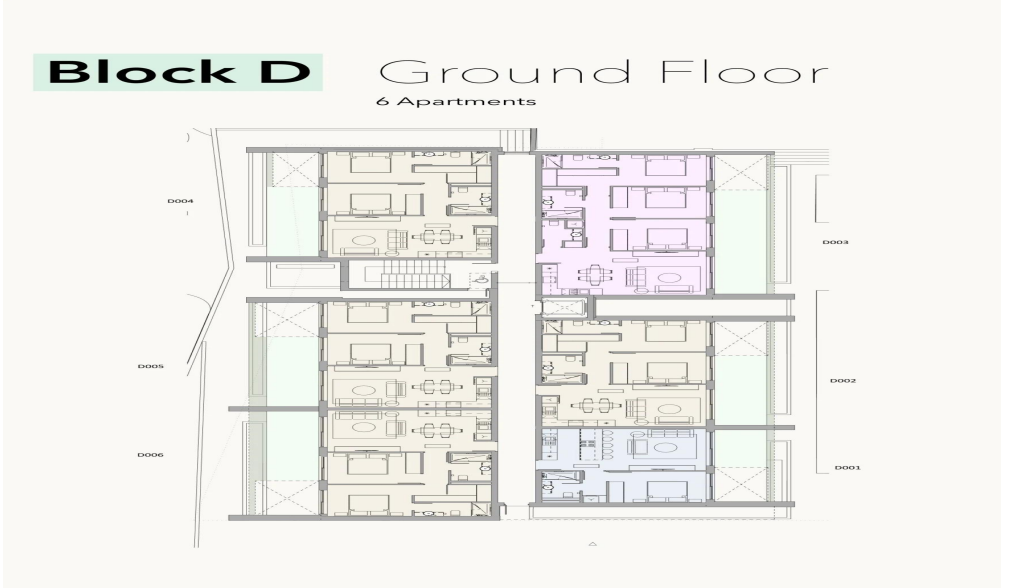 Block D Ground Floor
6 Apartments
D004
D003
D005
D002
D006
D001